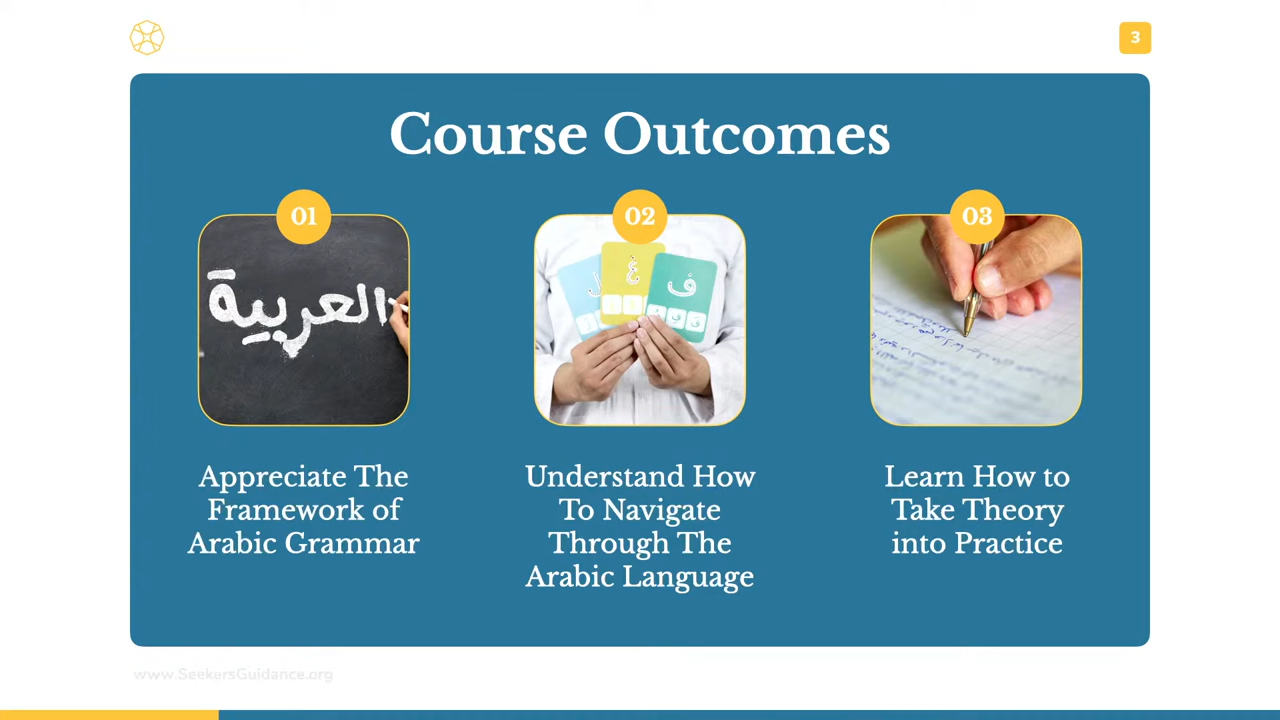 3
Course Outcomes
01
العربية
Appreciate The
Framework of
Arabic Grammar
02
ل
غ
ف
Understand How
To Navigate
Through The
Arabic Language
03
Learn How to
Take Theory
into Practice
www.SeekersGuidance.org